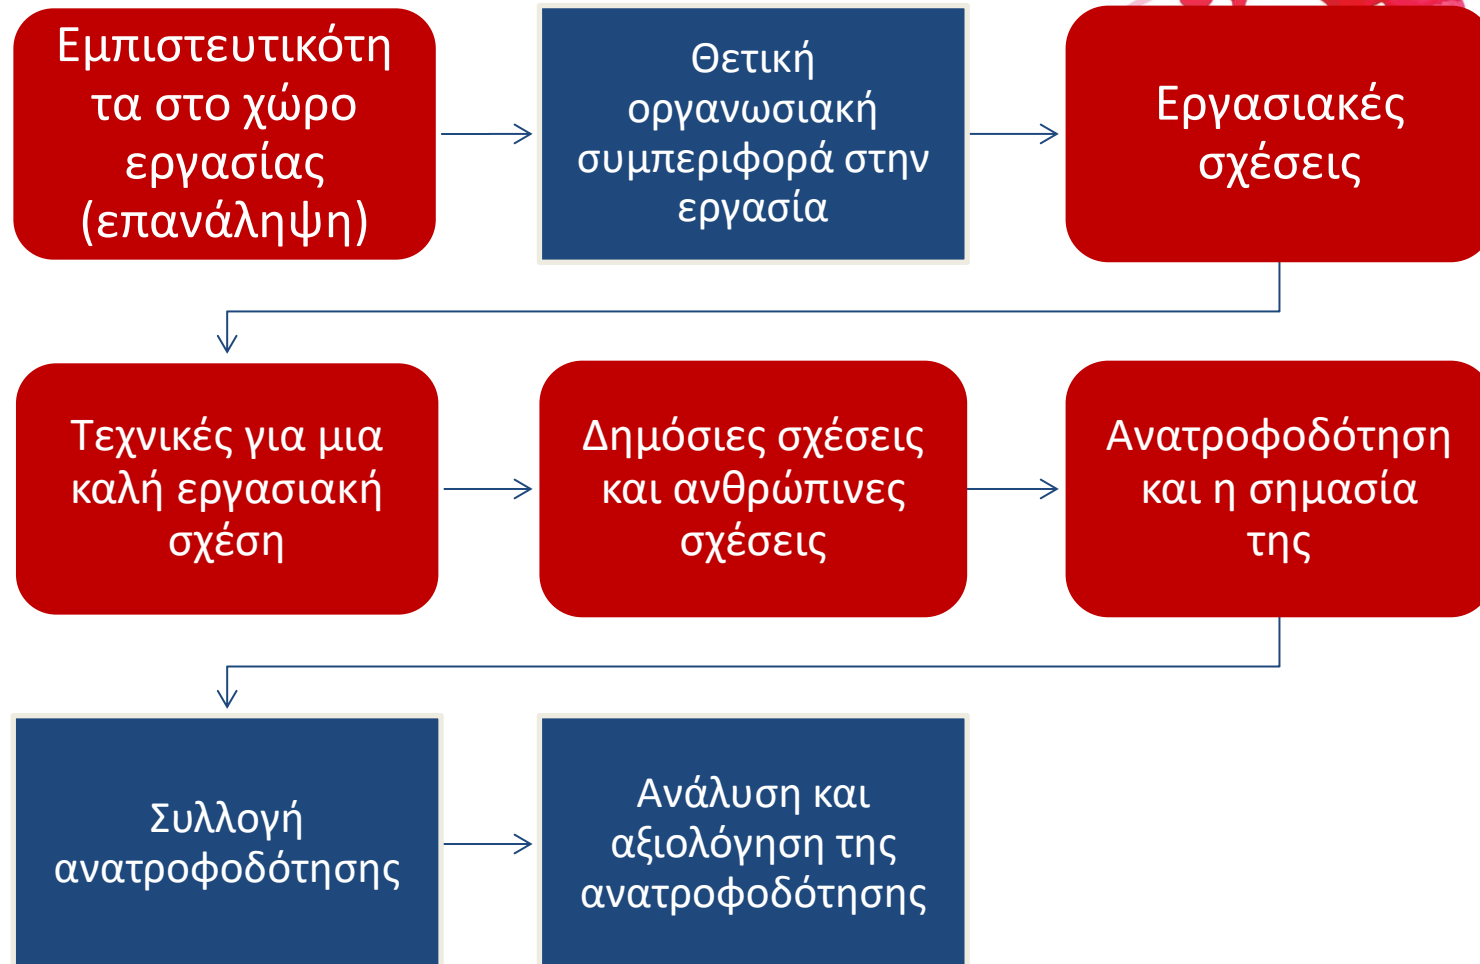 Εμπιστευτικότη
τα στο χώρο
εργασίας
(επανάληψη)
Θετική
οργανωσιακή
συμπεριφορά στην
εργασία
Εργασιακές
σχέσεις
Τεχνικές για μια
καλή εργασιακή
σχέση
Δημόσιες σχέσεις
και ανθρώπινες
σχέσεις
Ανατροφοδότηση
και η σημασία
της
Συλλογή
ανατροφοδότησης
Ανάλυση και
αξιολόγηση της
ανατροφοδότησης